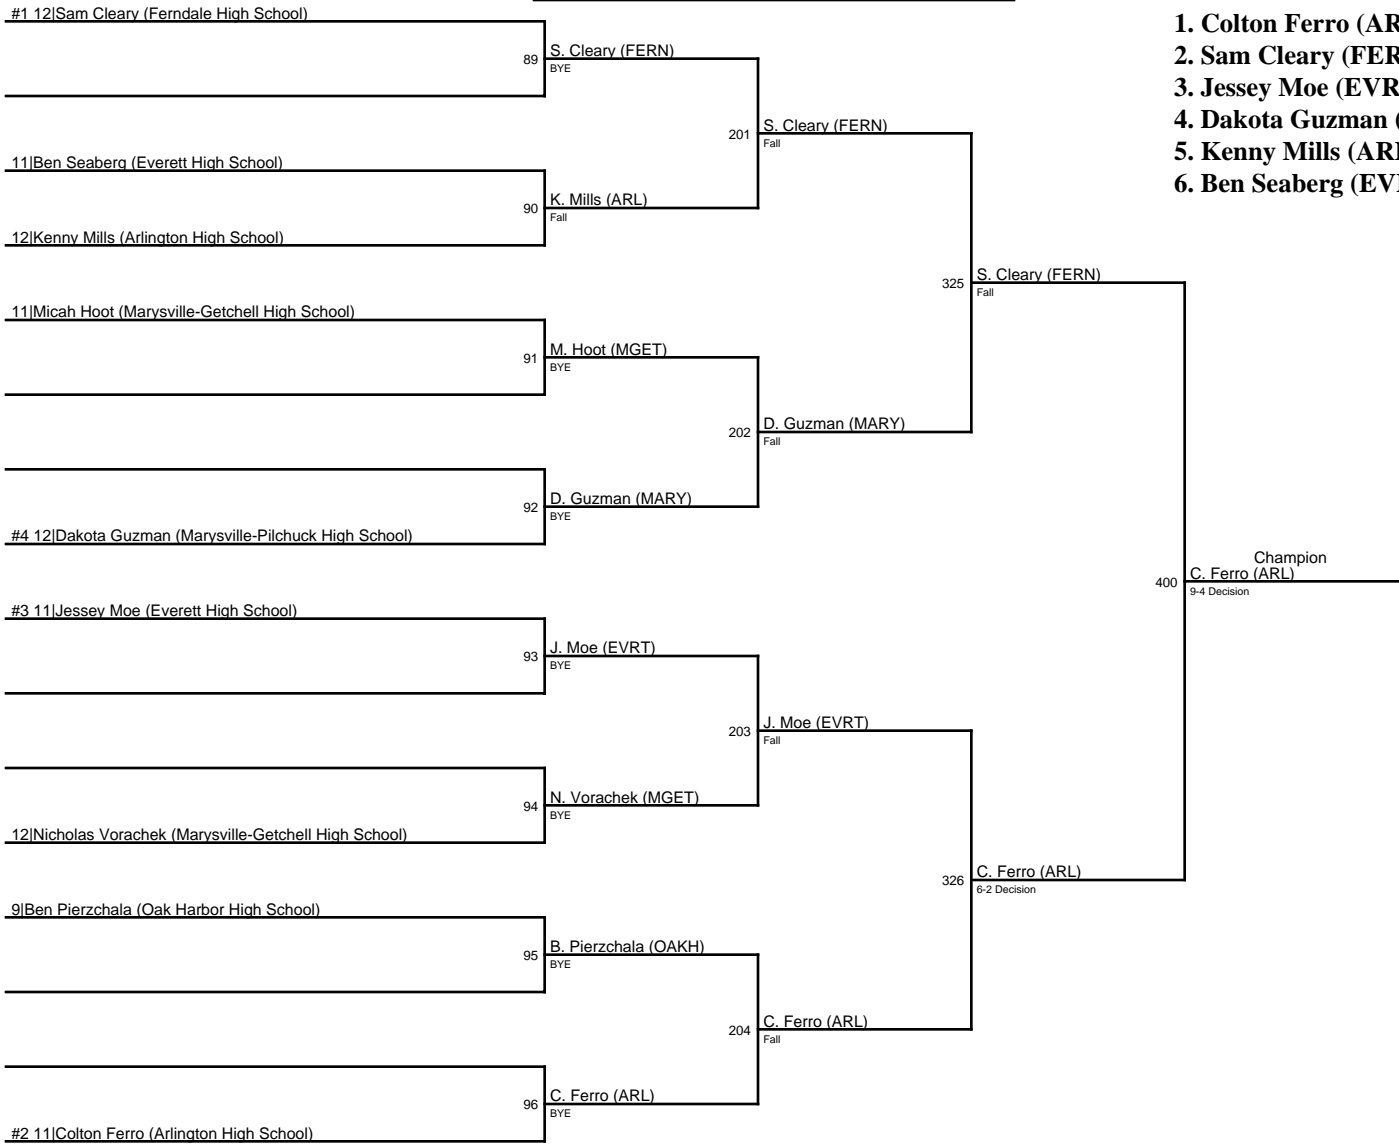 #1 12|Sam Cleary (Ferndale High School)
89
S. Cleary (FERN)
BYE
201
S. Cleary (FERN)
Fall
11|Ben Seaberg (Everett High School)
90
K. Mills (ARL)
Fall
12|Kenny Mills (Arlington High School)
325
S. Cleary (FERN)
Fall
11|Micah Hoot (Marysville-Getchell High School)
91
M. Hoot (MGET)
BYE
202
D. Guzman (MARY)
Fall
92
D. Guzman (MARY)
BYE
#4 12|Dakota Guzman (Marysville-Pilchuck High School)
Champion
400
C. Ferro (ARL)
9-4 Decision
#3 11|Jessey Moe (Everett High School)
93
J. Moe (EVRT)
BYE
203
J. Moe (EVRT)
Fall
94
N. Vorachek (MGET)
BYE
12|Nicholas Vorachek (Marysville-Getchell High School)
326
C. Ferro (ARL)
6-2 Decision
9|Ben Pierzchala (Oak Harbor High School)
95
B. Pierzchala (OAKH)
BYE
204
C. Ferro (ARL)
Fall
96
C. Ferro (ARL)
BYE
#2 11|Colton Ferro (Arlington High School)
1. Colton Ferro (AR
2. Sam Cleary (FER
3. Jessey Moe (EVR
4. Dakota Guzman (
5. Kenny Mills (AR
6. Ben Seaberg (EV